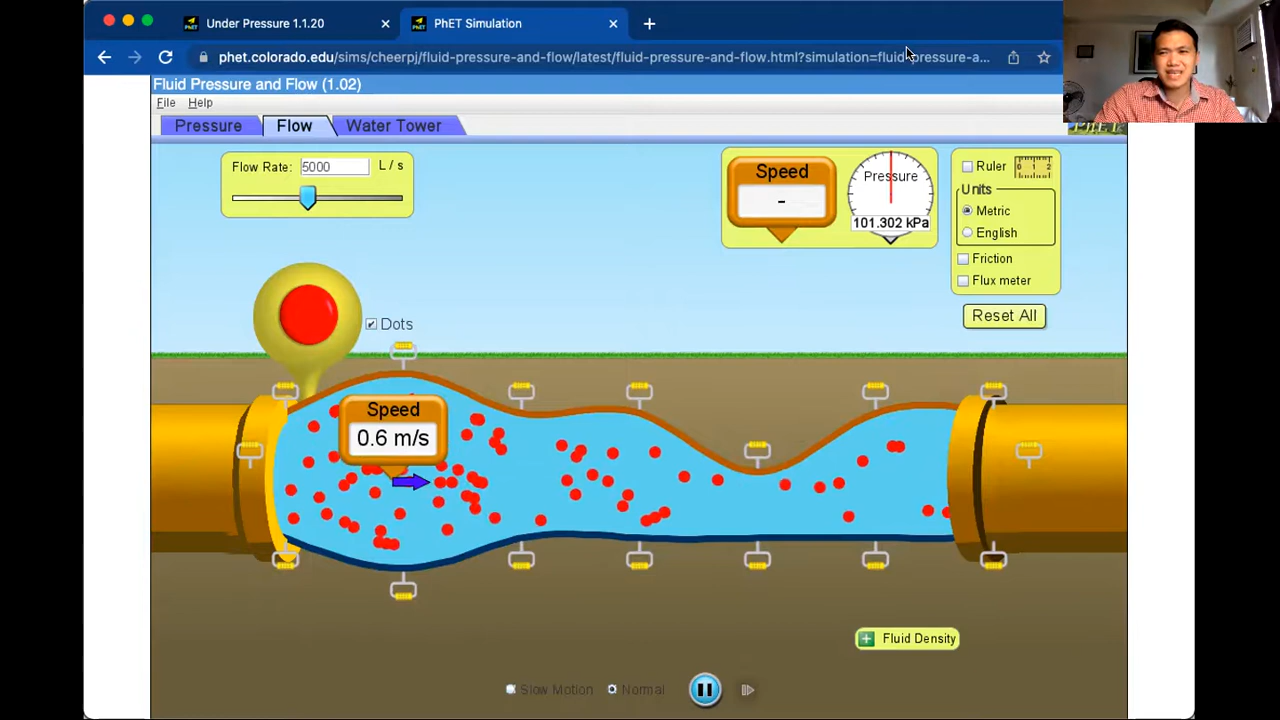 Under Pressure 1.1.20
PhET Simulation
phet.colorado.edu/sims/cheerpj/fluid-pressure-and-flow/latest/fluid-pressure-and-flow.html?simulation=fluid-pressure-a...
Fluid Pressure and Flow (1.02)
File Help
Pressure Flow Water Tower
Flow Rate: 5000 L / s
Speed
-
Pressure
101.302 kPa
Ruler
0 1 2
Units
Metric
English
Friction
Flux meter
Reset All
Dots
Speed
0.6 m/s
Fluid Density
Slow Motion Normal